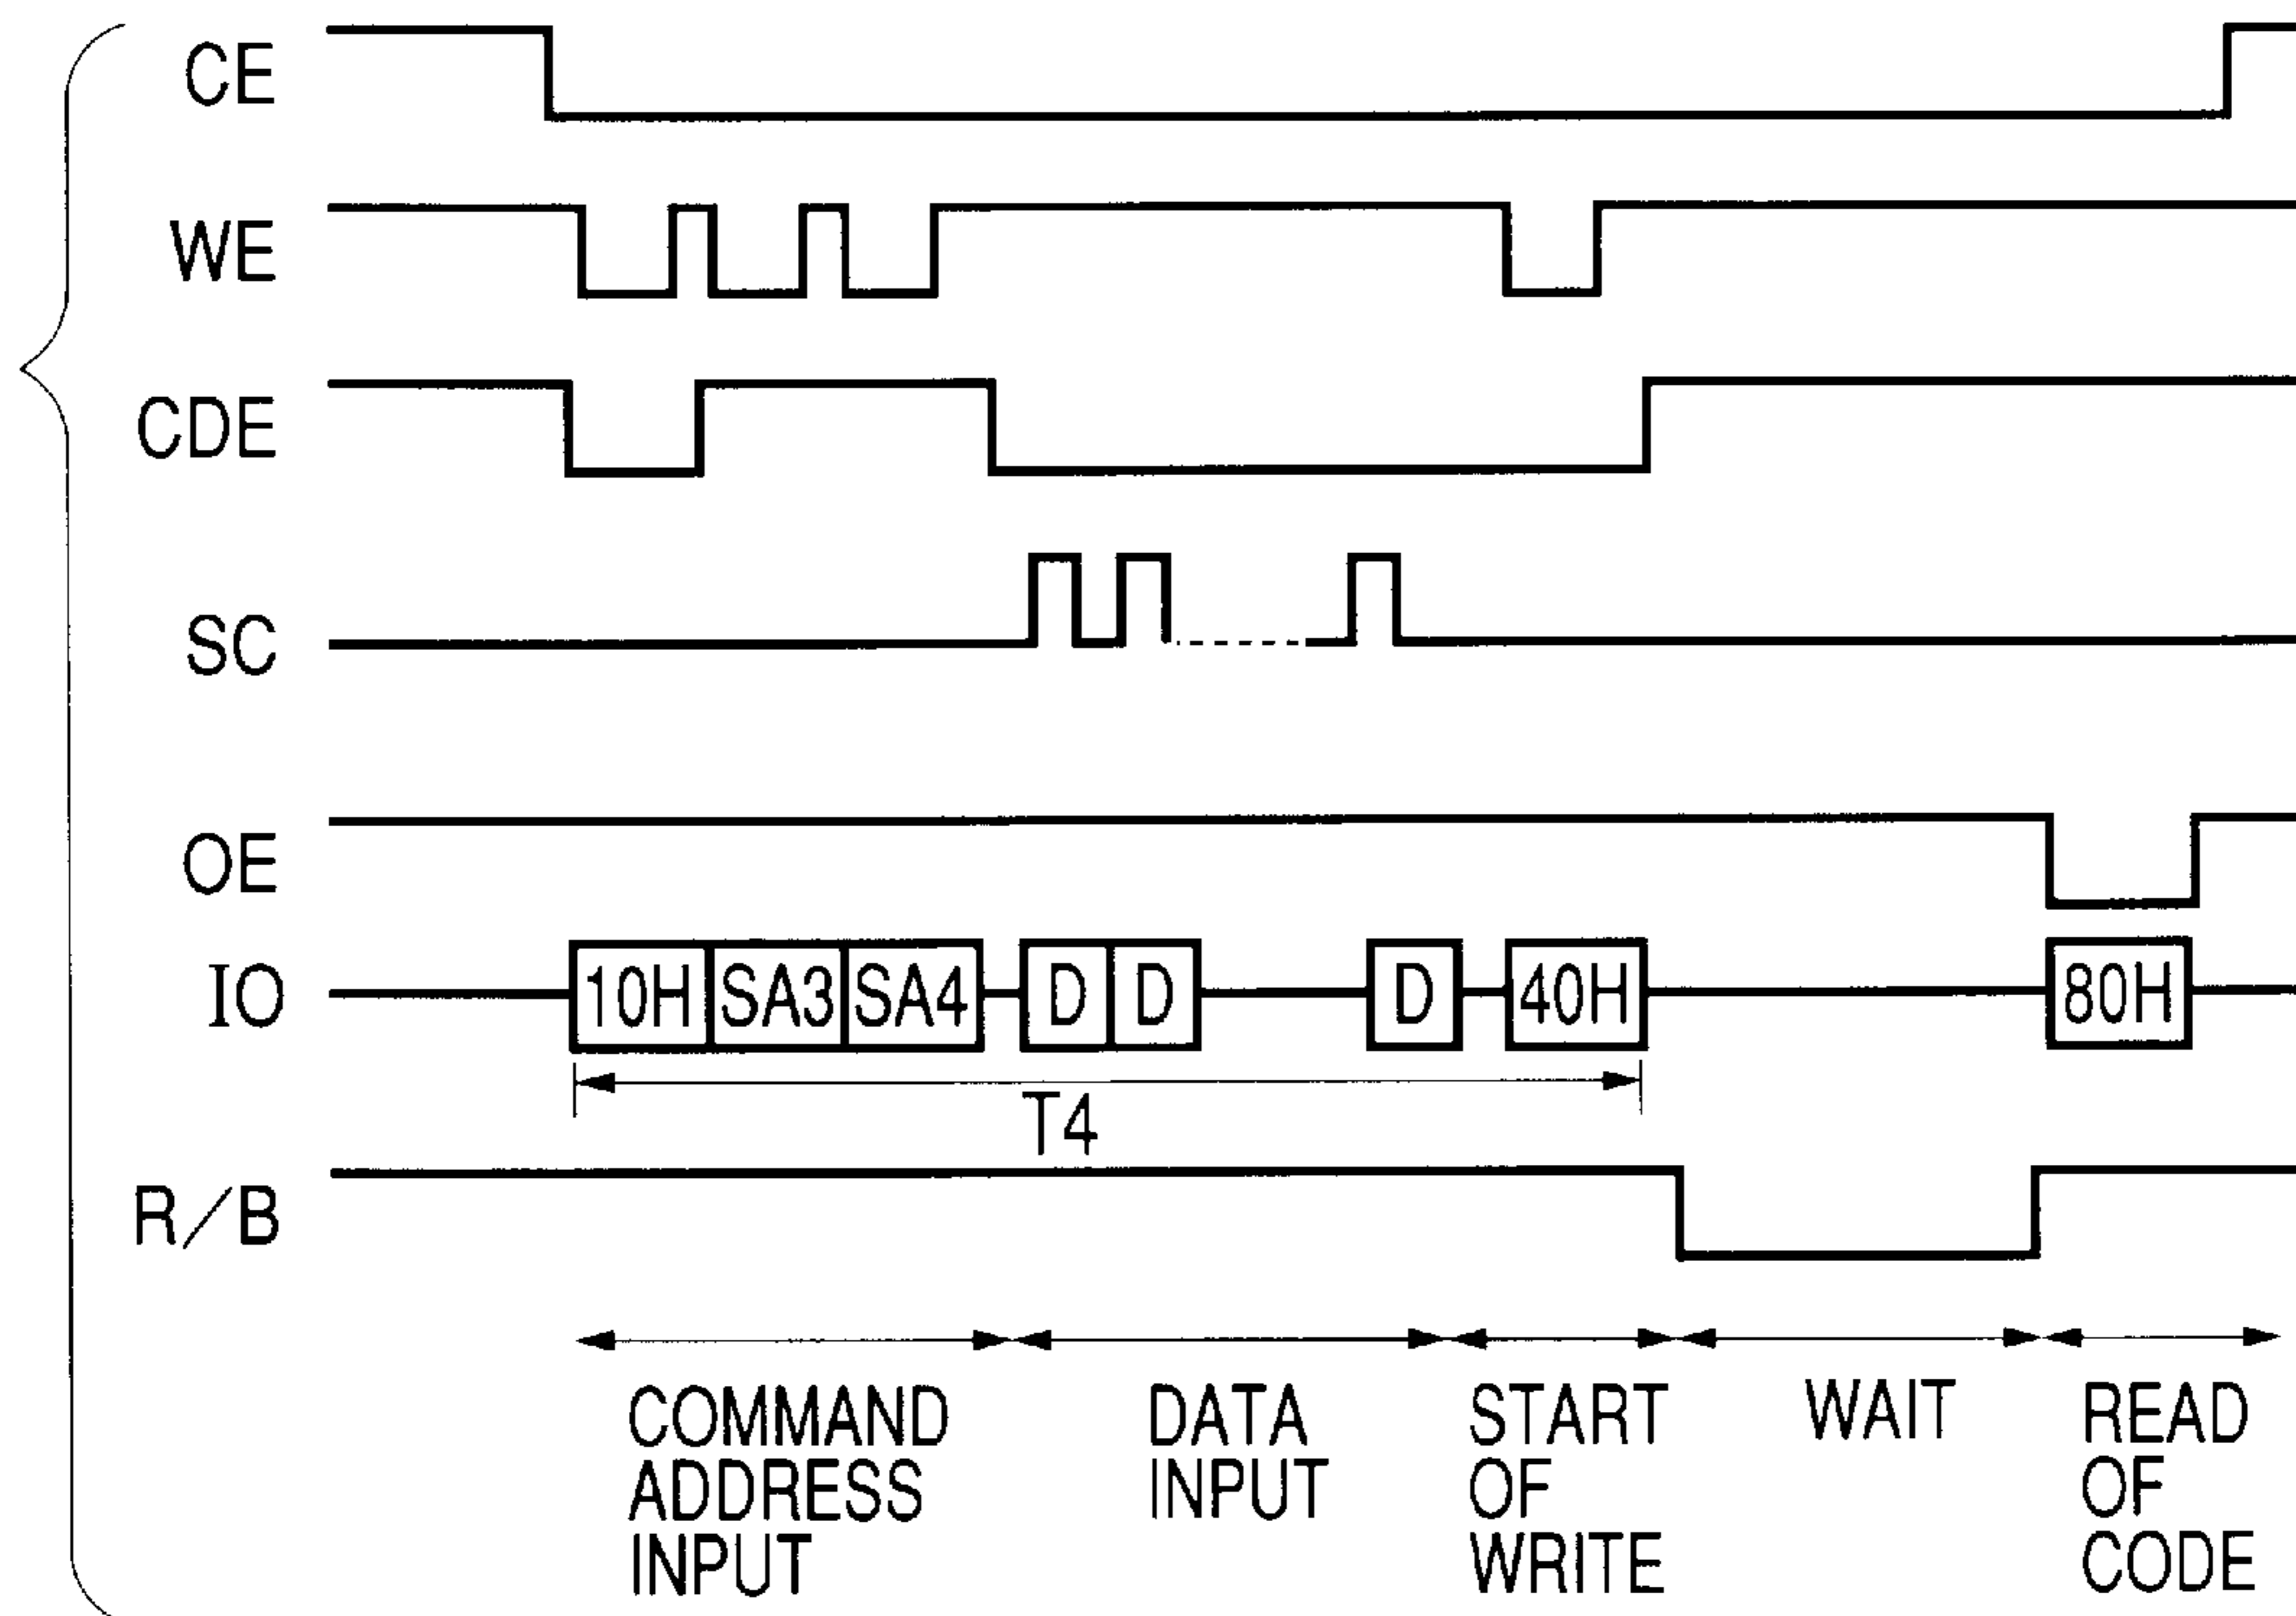 CE
WE
CDE
SC
OE
IO 10H SA3 SA4 D D D 40H 80H
T4
R/B
COMMAND ADDRESS INPUT
DATA INPUT
START OF WRITE
WAIT
READ OF CODE